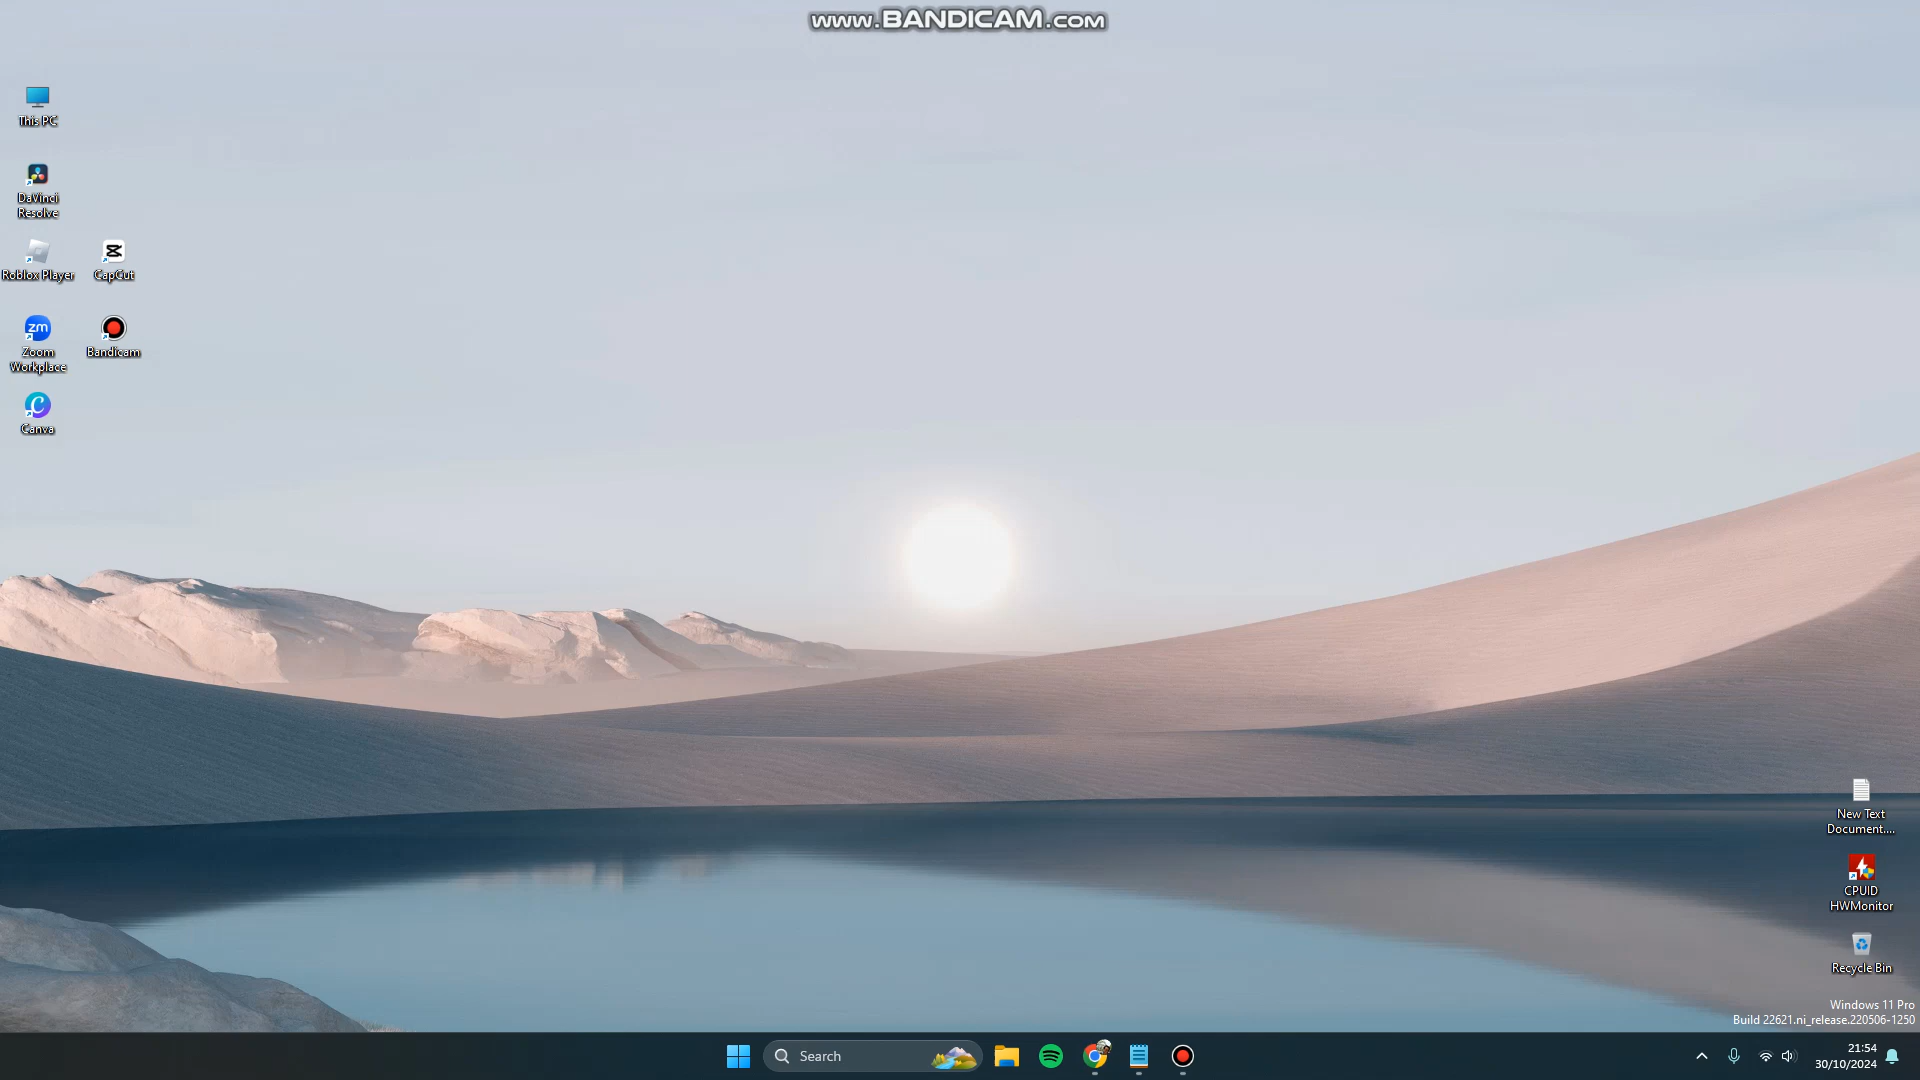 www.BANDICAM.com
This PC
DaVinci
Resolve
Roblox Player
CapCut
zm
Zoom
Workplace
Bandicam
C
Canva
New Text
Document....
CPUID
HWMonitor
Recycle Bin
Windows 11 Pro
Build 22621.ni_release.220506-1250
Search
21:54
30/10/2024